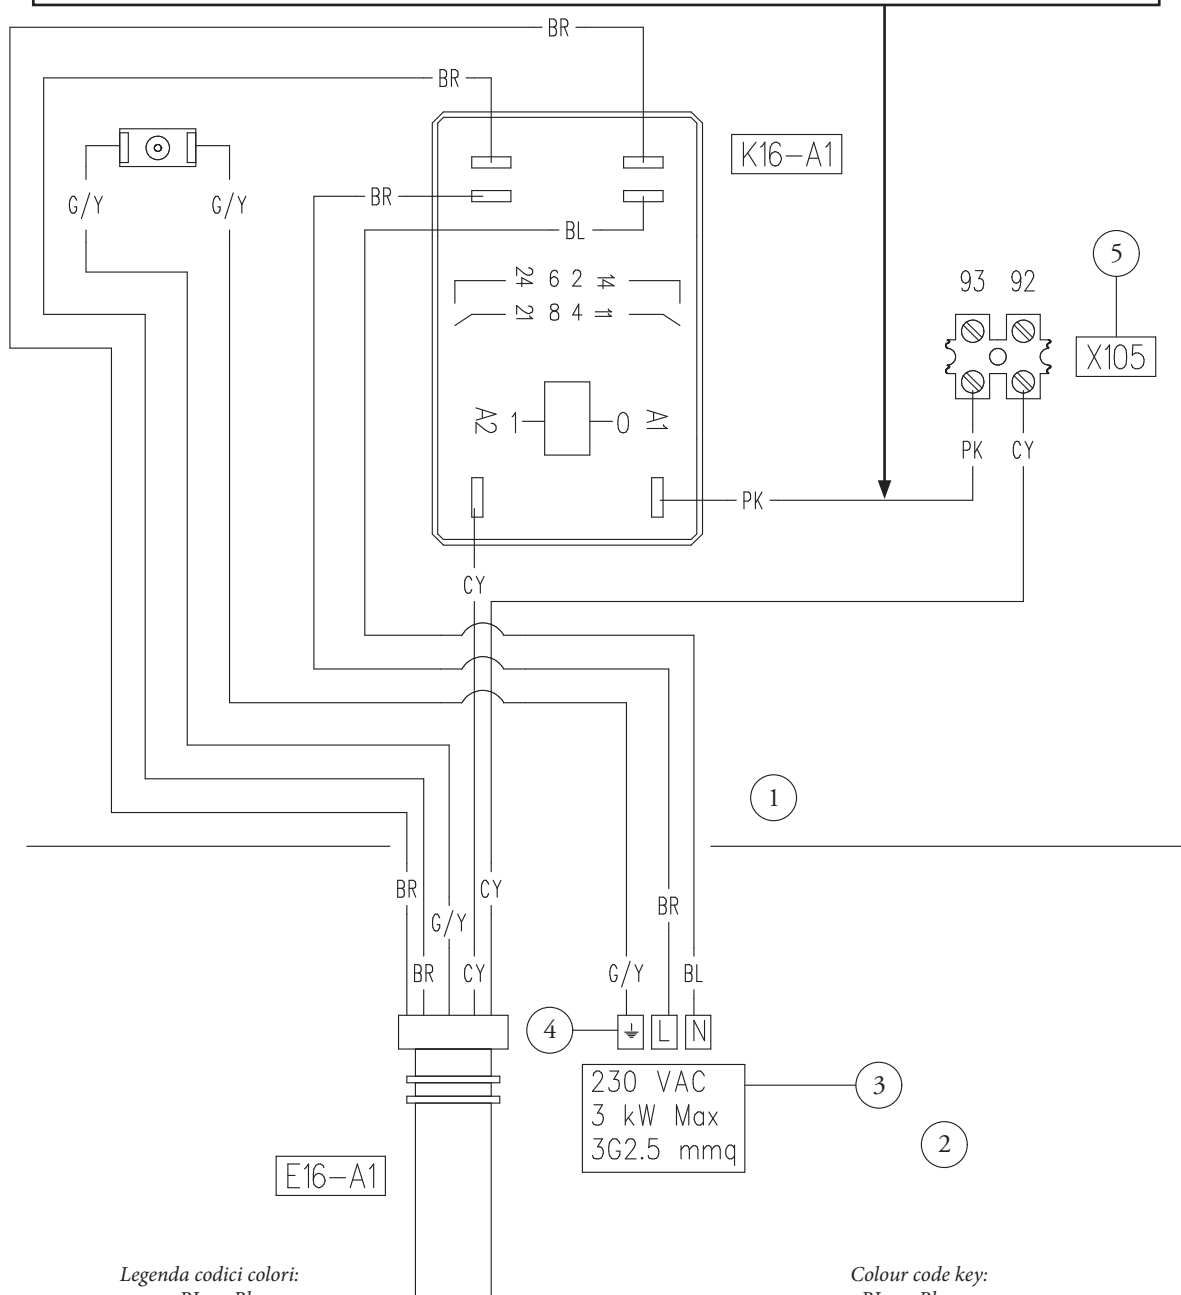 BR
BR
K16-A1
G/Y G/Y
BR
BL
5
24 6 2 14
93 92
21 8 4 11
X105
A2 1 0 A1
PK CY
PK
CY
1
BR CY
BR
G/Y
BR CY G/Y BL
4 L N
230 VAC
3 kW Max
3G2.5 mmq
3
2
E16-A1
Legenda codici colori:
Colour code key: